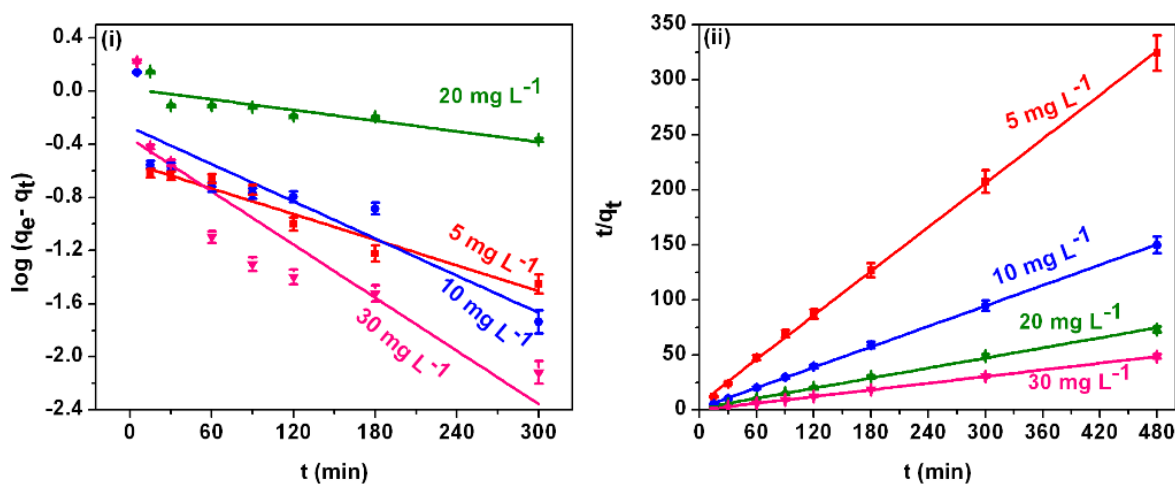 (i)
0.4
0.0
-0.4
-0.8
-1.2
-1.6
-2.0
-2.4
log (qe- qt)
20 mg L-1
5 mg L-1
10 mg L-1
30 mg L-1
0 60 120 180 240 300
t (min)
(ii)
350
300
250
200
150
100
50
0
t/qt
5 mg L-1
10 mg L-1
20 mg L-1
30 mg L-1
0 60 120 180 240 300 360 420 480
t (min)